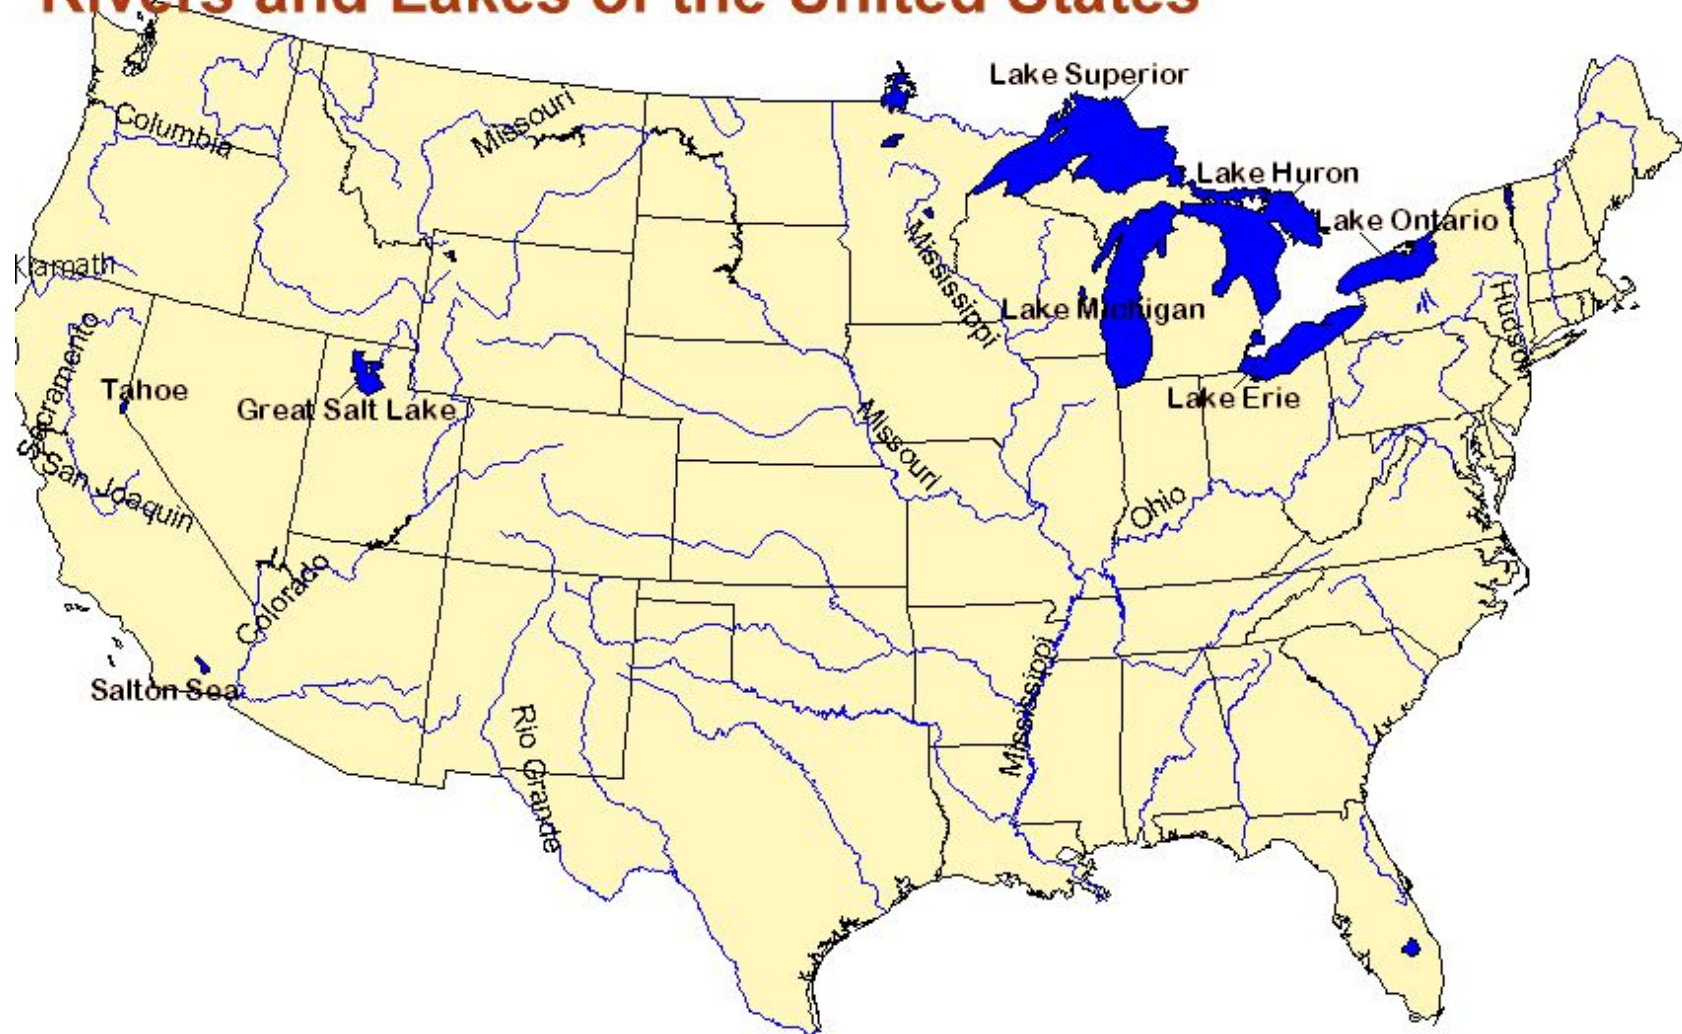 Rivers and Lakes of the United States
Lake Superior
Missouri
Columbia
Lake Huron
Lake Ontario
Mississippi
Klamath
Lake Michigan
Hudson
Sacramento
Tahoe
Great Salt Lake
Lake Erie
Missouri
San Joaquin
Ohio
Colorado
Mississippi
Salton Sea
Rio Grande